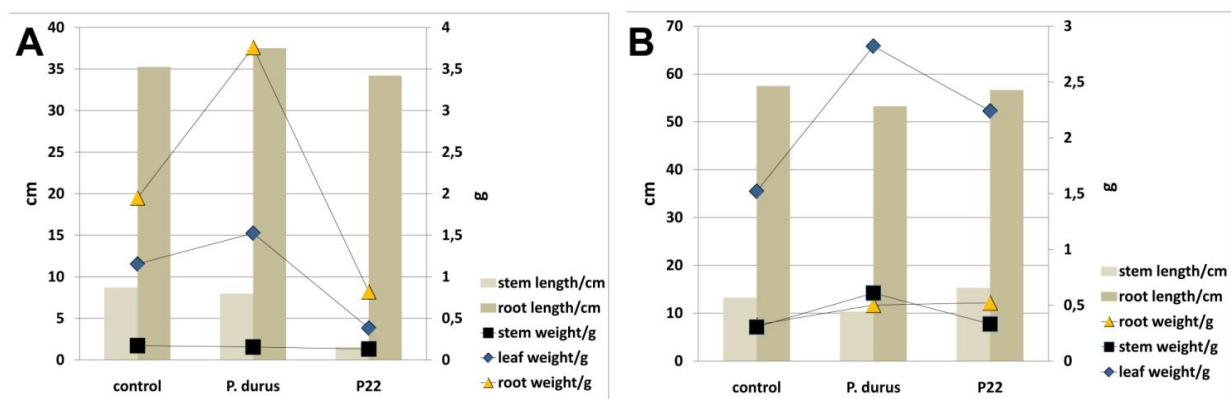 A
cm
40
35
30
25
20
15
10
5
0
4
3,5
3
2,5
2
1,5
1
0,5
0
g
control P. durus P22
stem length/cm
root length/cm
stem weight/g
leaf weight/g
root weight/g
B
cm
70
60
50
40
30
20
10
0
3
2,5
2
1,5
1
0,5
0
g
control P. durus P22
stem length/cm
root length/cm
root weight/g
stem weight/g
leaf weight/g